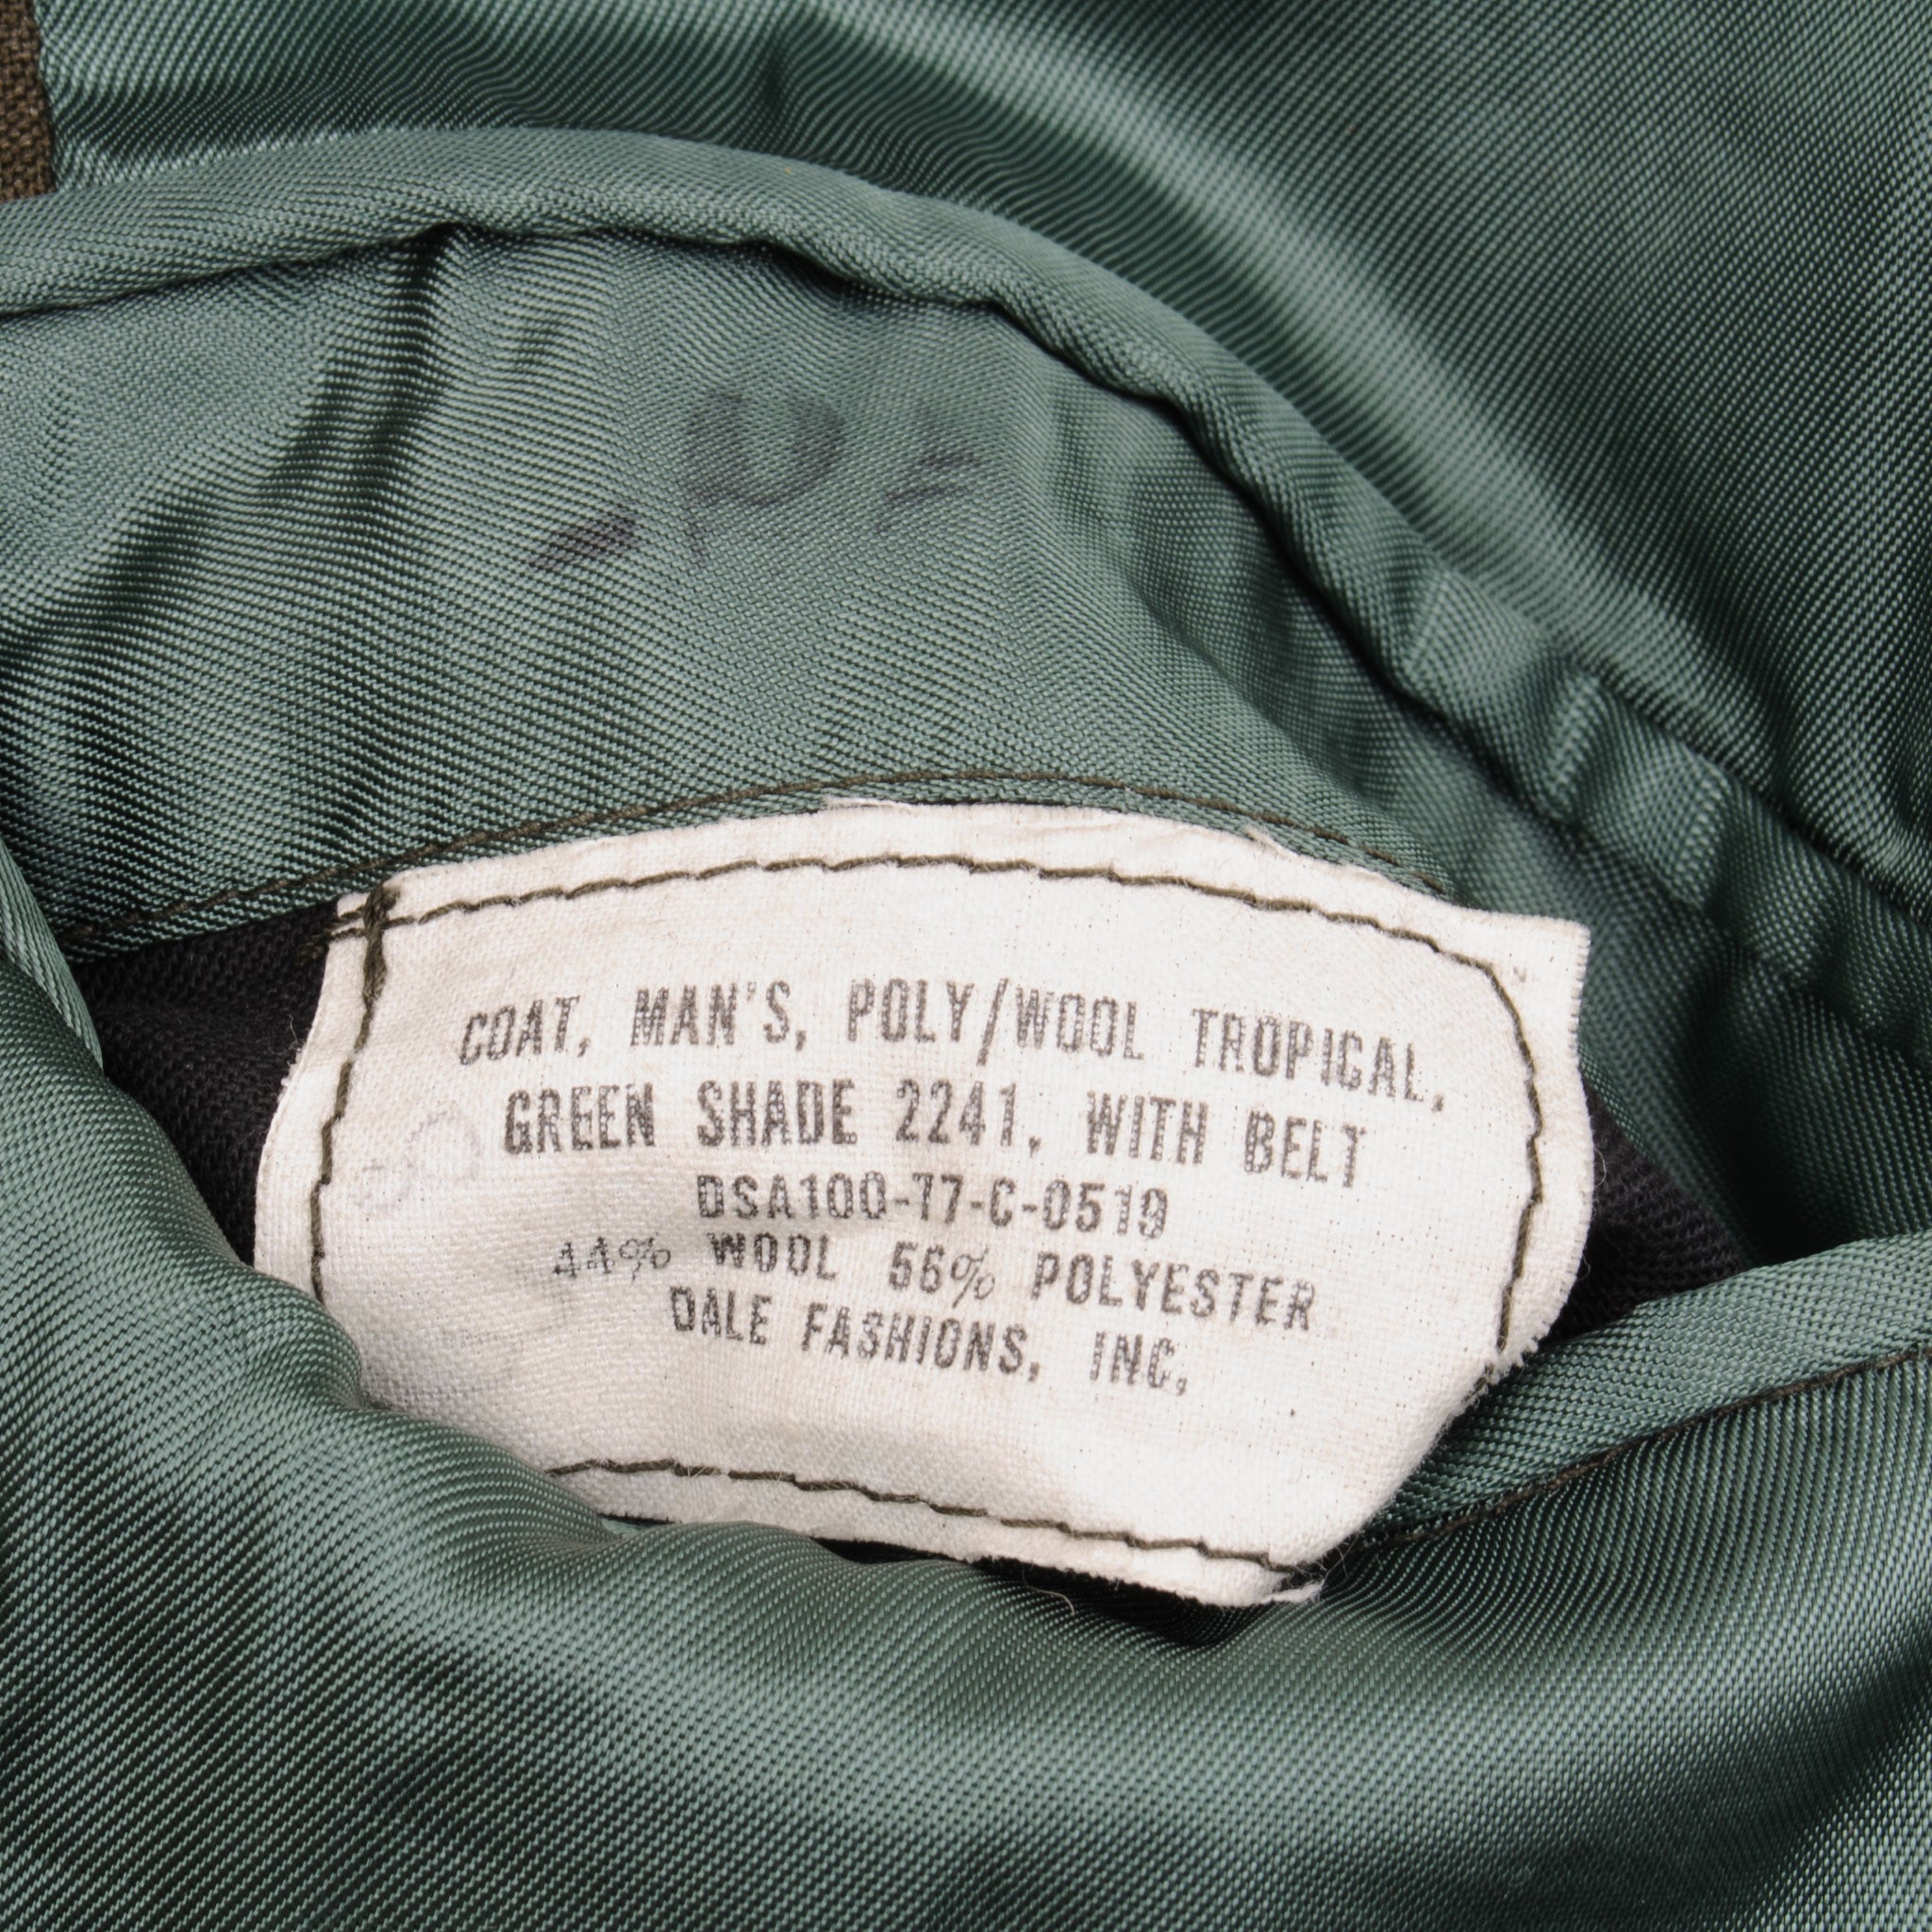 COAT, MAN'S, POLY/WOOL TROPICAL,
GREEN SHADE 2241, WITH BELT
DSA100-77-C-0519
44% WOOL 56% POLYESTER
DALE FASHIONS, INC,